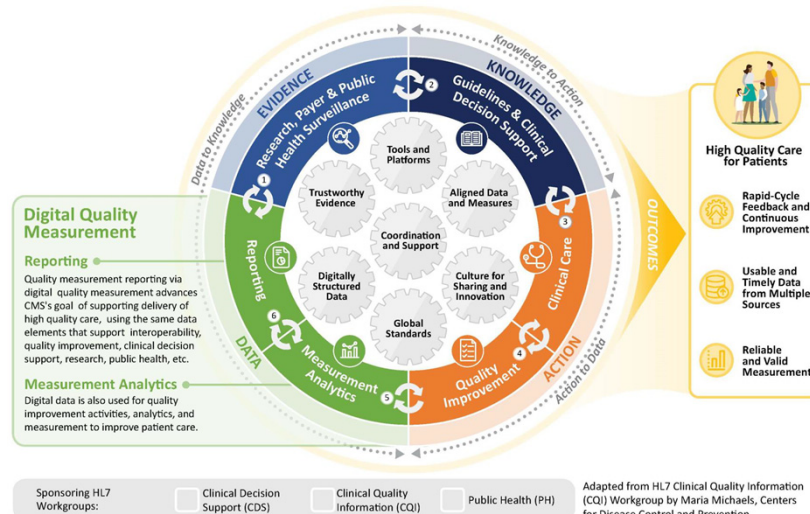 Data to Knowledge
Knowledge to Action
EVIDENCE
KNOWLEDGE
Research, Payer & Public
Health Surveillance
2
Guidelines & Clinical
Decision Support
High Quality Care
for Patients
Tools and
Platforms
1
Trustworthy
Evidence
Aligned Data
and Measures
3
Rapid-Cycle
Feedback and
Continuous
Improvement
Digital Quality
Measurement
Reporting
Quality measurement reporting via
digital quality measurement advances
CMS's goal of supporting delivery of
high quality care, using the same data
elements that support interoperability,
quality improvement, clinical decision
support, research, public health, etc.
Measurement Analytics
Digital data is also used for quality
improvement activities, analytics, and
measurement to improve patient care.
Reporting
Coordination
and Support
Clinical Care
OUTCOMES
Usable and
Timely Data
from Multiple
Sources
Digitally
Structured
Data
Culture for
Sharing and
Innovation
6
Global
Standards
4
DATA
Measurement
Analytics
5
Quality
Improvement
ACTION
Action to Data
Reliable
and Valid
Measurement
Sponsoring HL7
Workgroups:
Clinical Decision
Support (CDS)
Clinical Quality
Information (CQI)
Public Health (PH)
Adapted from HL7 Clinical Quality Information
(CQI) Workgroup by Maria Michaels, Centers
for Disease Control and Prevention